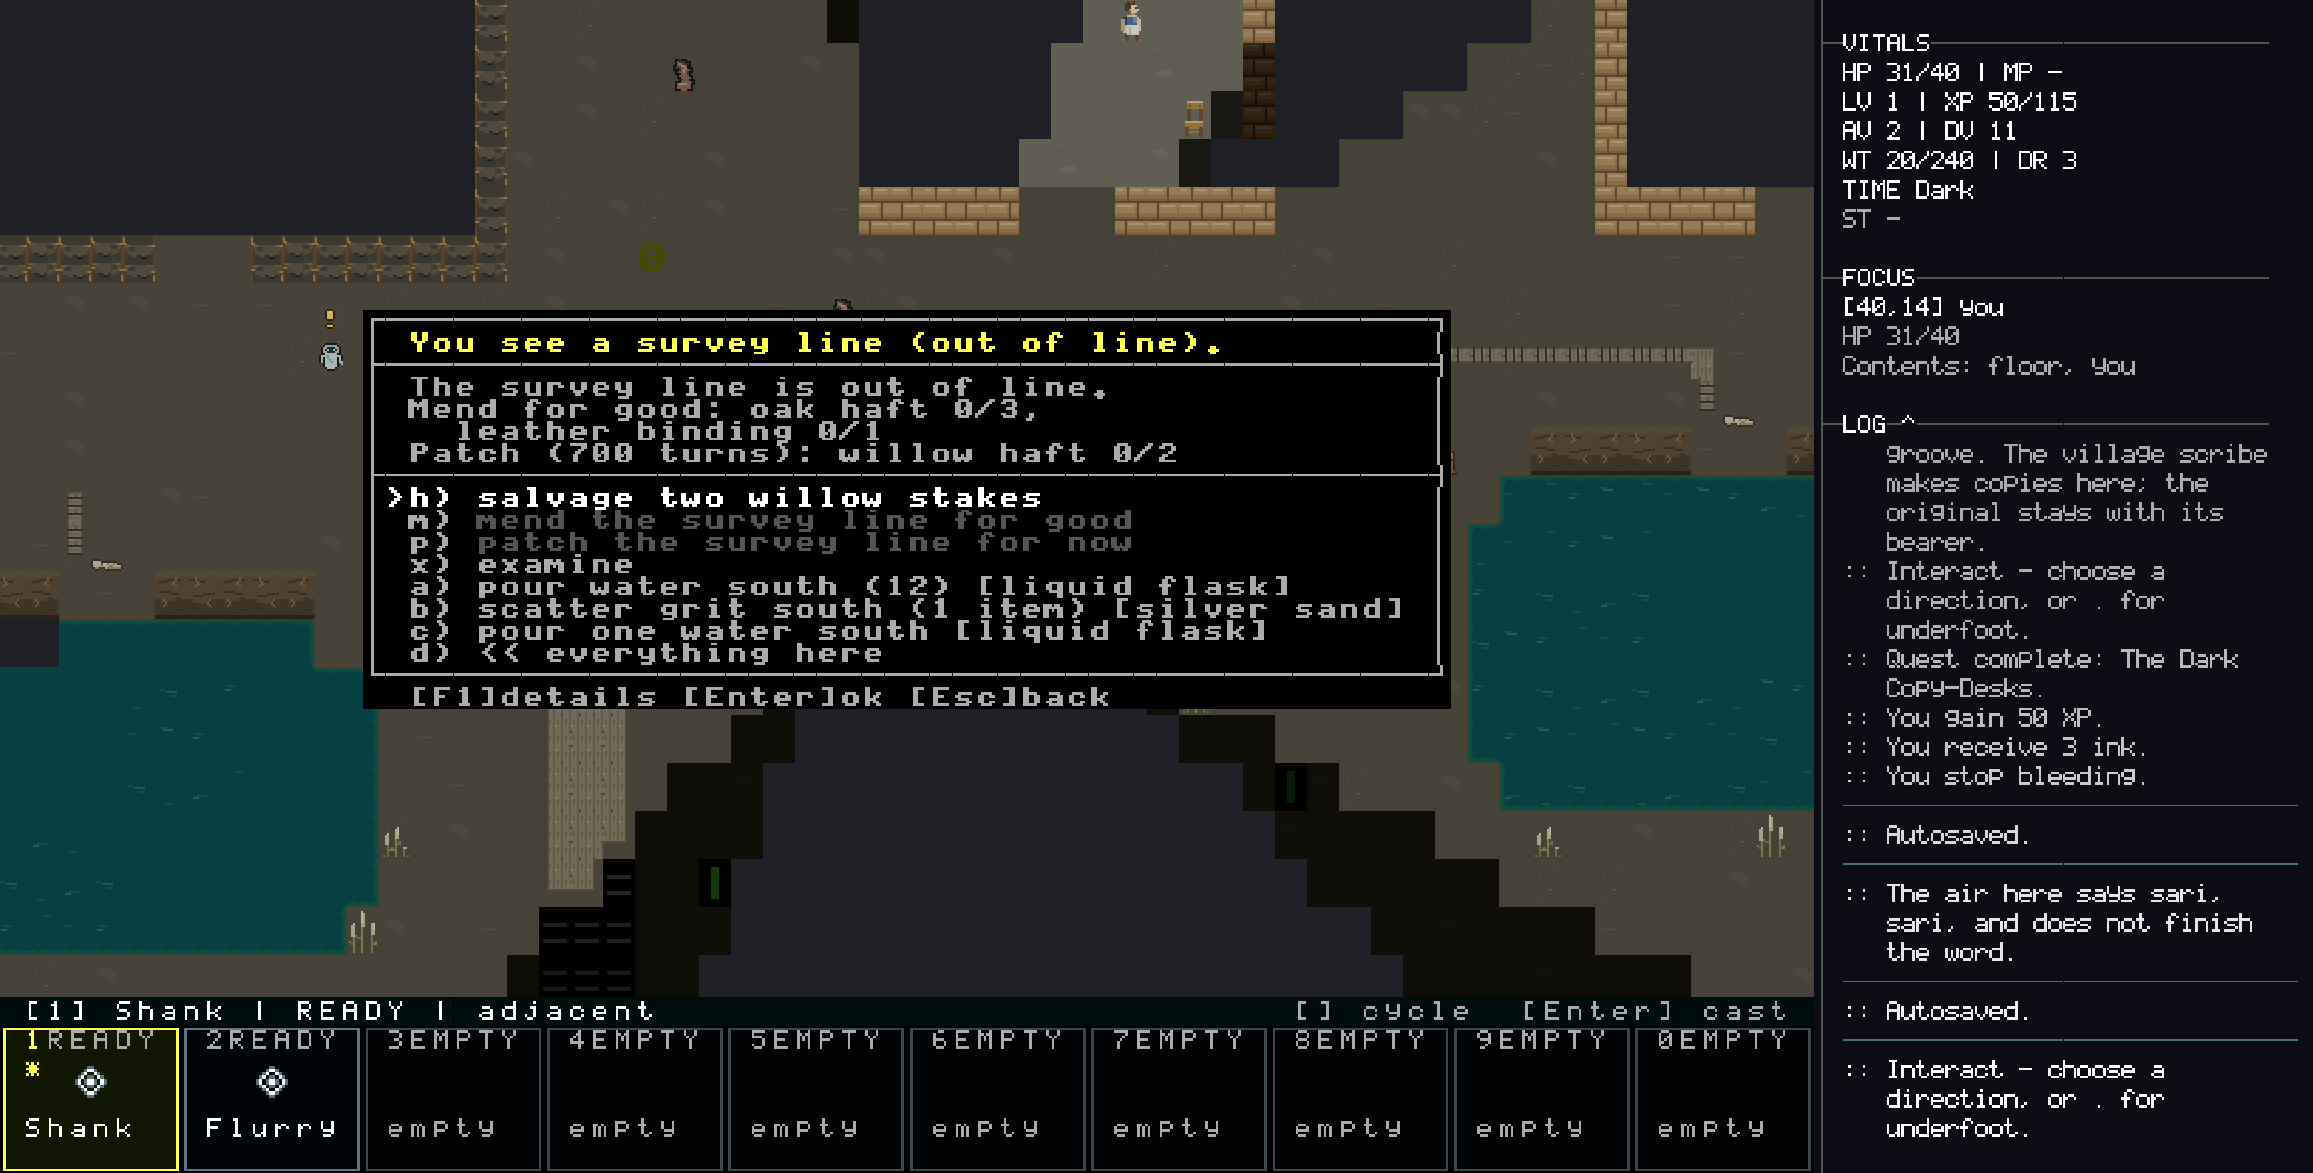 You see a survey line (out of line).
The survey line is out of line.
Mend for good: oak haft 0/3,
leather binding 0/1
Patch (700 turns): willow haft 0/2
>h) salvage two willow stakes
m) mend the survey line for good
p) patch the survey line for now
x) examine
a) pour water south (12) [liquid flask]
b) scatter grit south (1 item) [silver sand]
c) pour one water south [liquid flask]
d) << everything here
[F1]details [Enter]ok [Esc]back
0
[1] Shank | READY | adjacent
[] cycle [Enter] cast
1READY 2READY 3EMPTY 4EMPTY 5EMPTY 6EMPTY 7EMPTY 8EMPTY 9EMPTY 0EMPTY
*
Shank Flurry empty empty empty empty empty empty empty empty
VITALS
HP 31/40 | MP -
LV 1 | XP 50/115
AV 2 | DV 11
WT 20/240 | DR 3
TIME Dark
ST -
FOCUS
[40,14] You
HP 31/40
Contents: floor, You
LOG ^
groove. The village scribe
makes copies here; the
original stays with its
bearer.
:: Interact - choose a
direction, or . for
underfoot.
:: Quest complete: The Dark
Copy-Desks.
:: You gain 50 XP.
:: You receive 3 ink.
:: You stop bleeding.
:: Autosaved.
:: The air here says sari,
sari, and does not finish
the word.
:: Autosaved.
:: Interact - choose a
direction, or . for
underfoot.